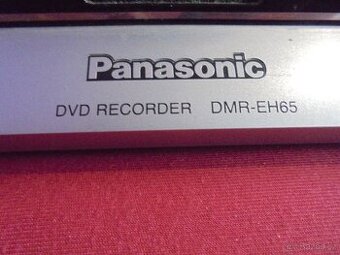 Panasonic
DVD RECORDER DMR-EH65